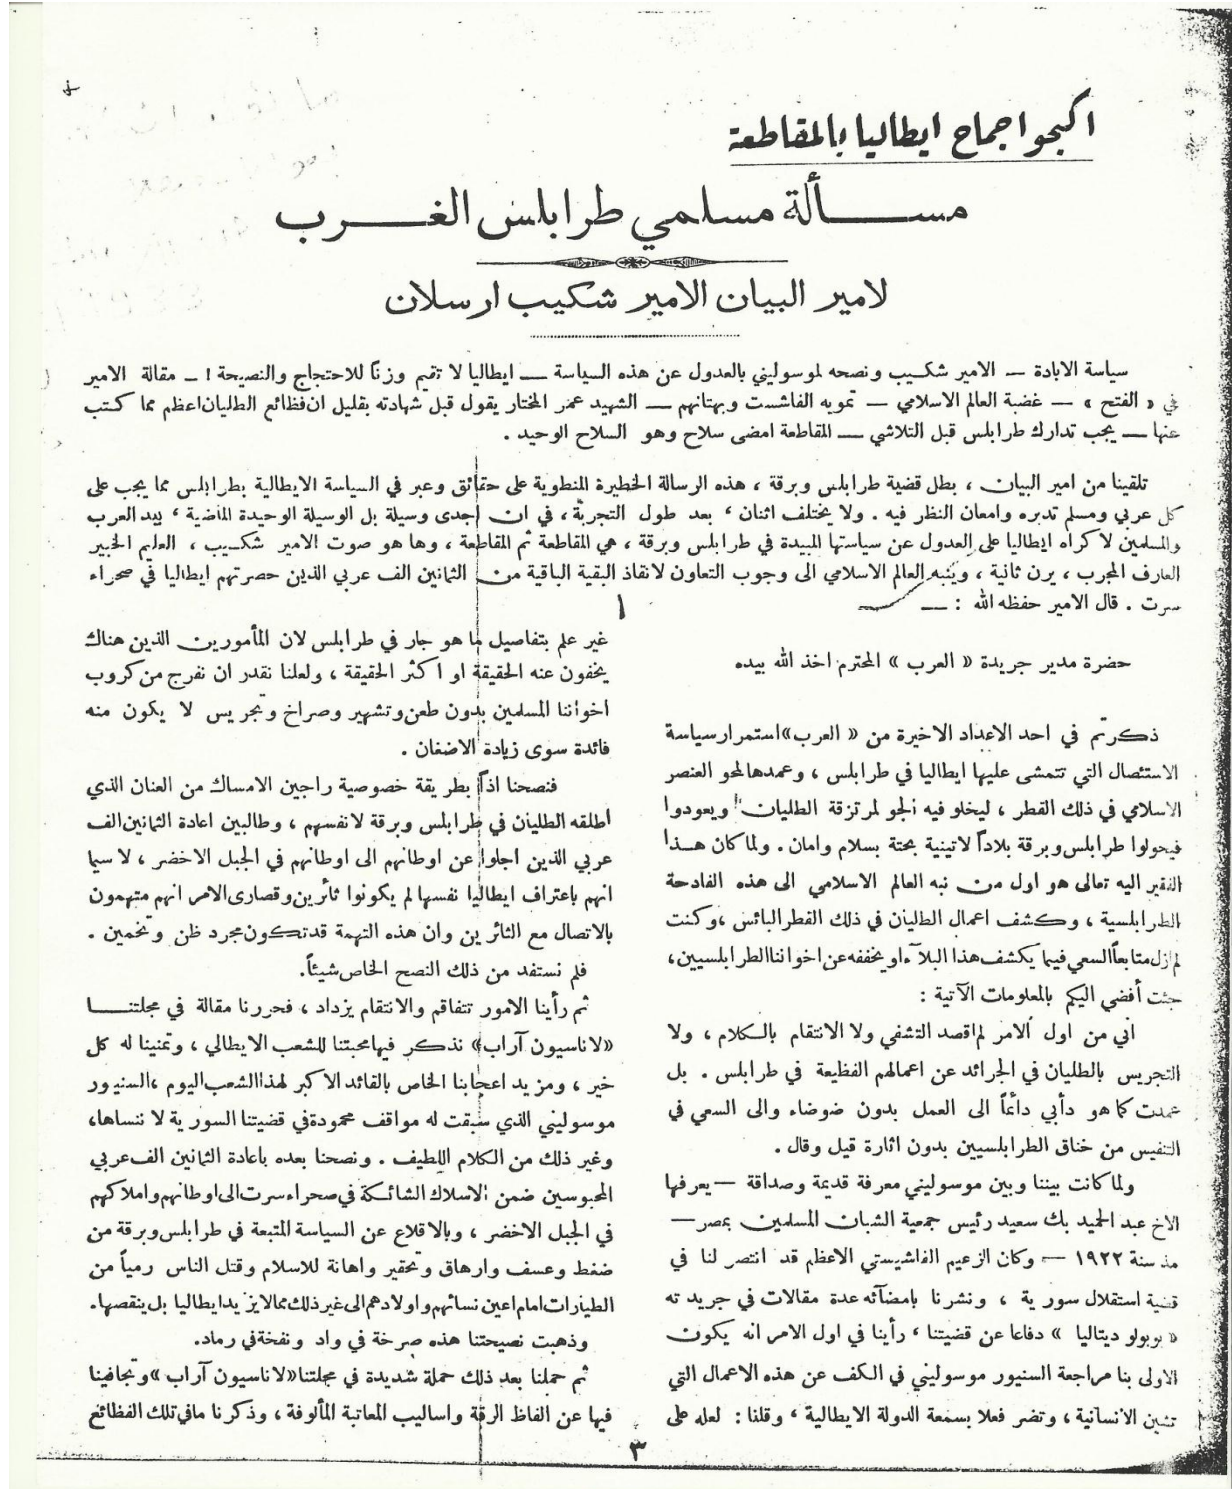 اكبحوا جماح ايطاليا بالمقاطعة
مسألة مسلمي طرابلس الغرب
لامير البيان الامير شكيب ارسلان
سياسة الابادة — الامير شكيب ونصحه لموسوليني بالعدول عن هذه السياسة — ايطاليا لا تقيم وزناً للاحتجاج والنصيحة ! — مقالة الامير
في « الفتح » — غضبة العالم الاسلامي — تمويه الفاشست وبهتانهم — الشهيد عمر المختار يقول قبل شهادته بقليل ان فظائع الطليان اعظم مما كتب
عنها — يجب تدارك طرابلس قبل التلاشي — المقاطعة امضى سلاح وهو السلاح الوحيد .
تلقينا من امير البيان ، بطل قضية طرابلس وبرقة ، هذه الرسالة الخطيرة المنطوية على حقائق وعبر في السياسة الايطالية بطرابلس مما يجب على
كل عربي ومسلم تدبره وامعان النظر فيه . ولا يختلف اثنان ، بعد طول التجربة ، في ان اجدى وسيلة بل الوسيلة الوحيدة الماضية ، بيد العرب
والمسلمين لاكراه ايطاليا على العدول عن سياستها المبيدة في طرابلس وبرقة ، هي المقاطعة ثم المقاطعة ، وها هو صوت الامير شكيب ، العليم الخبير
العارف المجرب ، يرن ثانية ، وينبه العالم الاسلامي الى وجوب التعاون لانقاذ البقية الباقية من الثمانين الف عربي الذين حصرتهم ايطاليا في صحراء
سرت . قال الامير حفظه الله : —
حضرة مدير جريدة « العرب » المحترم اخذ الله بيده
ذكرتم في احد الاعداد الاخيرة من « العرب » استمرار سياسة
الاستئصال التي تتمشى عليها ايطاليا في طرابلس ، وعمدها لمحو العنصر
الاسلامي في ذلك القطر ، ليخلو فيه الجو لمرتزقة الطليان ويعودوا
فيحولوا طرابلس وبرقة بلاداً لاتينية بحتة بسلام وامان . ولما كان هذا
الفقير اليه تعالى هو اول من نبه العالم الاسلامي الى هذه الفادحة
الطرابلسية ، وكشف اعمال الطليان في ذلك القطر البائس ، وكنت
لم ازل متابعاً السعي فيما يكشف هذا البلاء او يخففه عن اخواننا الطرابلسيين ،
جئت أفضي اليكم بالمعلومات الآتية :
اني من اول الامر لم اقصد التشفي ولا الانتقام بالكلام ، ولا
التجريس بالطليان في الجرائد عن اعمالهم الفظيعة في طرابلس . بل
عمدت كما هو دأبي دائماً الى العمل بدون ضوضاء والى السعي في
التنفيس من خناق الطرابلسيين بدون اثارة قيل وقال .
ولما كانت بيننا وبين موسوليني معرفة قديمة وصداقة — يعرفها
الاخ عبد الحميد بك سعيد رئيس جمعية الشبان المسلمين بمصر —
مذ سنة ١٩٢٢ — وكان الزعيم الفاشيستي الاعظم قد انتصر لنا في
قضية استقلال سورية ، ونشرنا بامضآئه عدة مقالات في جريدته
« بوبولو ديتاليا » دفاعا عن قضيتنا ، رأينا في اول الامر انه يكون
الاولى بنا مراجعة السنيور موسوليني في الكف عن هذه الاعمال التي
تشين الانسانية ، وتضر فعلا بسمعة الدولة الايطالية ، وقلنا : لعله على
غير علم بتفاصيل ما هو جار في طرابلس لان المأمورين الذين هناك
يخفون عنه الحقيقة او اكثر الحقيقة ، ولعلنا نقدر ان نفرج من كروب
اخواننا المسلمين بدون طعن وتشهير وصراخ وتجريس لا يكون منه
فائدة سوى زيادة الاضغان .
فنصحنا اذاً بطريقة خصوصية راجين الامساك من العنان الذي
أطلقه الطليان في طرابلس وبرقة لانفسهم ، وطالبين اعادة الثمانين الف
عربي الذين اجلوا عن اوطانهم الى اوطانهم في الجبل الاخضر ، لا سيما
انهم باعتراف ايطاليا نفسها لم يكونوا ثائرين وقصارى الامر انهم متهمون
بالاتصال مع الثائرين وان هذه التهمة قد تكون مجرد ظن وتخمين .
فلم نستفد من ذلك النصح الخاص شيئاً.
ثم رأينا الامور تتفاقم والانتقام يزداد ، فحررنا مقالة في مجلتنا
«لا ناسيون آراب» نذكر فيها محبتنا للشعب الايطالي ، وتمنينا له كل
خير ، ومزيد اعجابنا الخاص بالقائد الاكبر لهذا الشعب اليوم ، السنيور
موسوليني الذي سبقت له مواقف محمودة في قضيتنا السورية لا ننساها،
وغير ذلك من الكلام اللطيف . ونصحنا بعده باعادة الثمانين الف عربي
المحبوسين ضمن الاسلاك الشائكة في صحراء سرت الى اوطانهم واملاكهم
في الجبل الاخضر ، وبالاقلاع عن السياسة المتبعة في طرابلس وبرقة من
ضغط وعسف وارهاق وتحقير واهانة للاسلام وقتل الناس رمياً من
الطيارات امام اعين نسائهم واولادهم الى غير ذلك مما لا يزيد ايطاليا بل ينقصها.
وذهبت نصيحتنا هذه صرخة في واد ونفخة في رماد.
ثم حملنا بعد ذلك حملة شديدة في مجلتنا «لا ناسيون آراب» وتجافينا
فيها عن الفاظ الرقة واساليب المعاتبة المألوفة ، وذكرنا ما في تلك الفظائع
٣